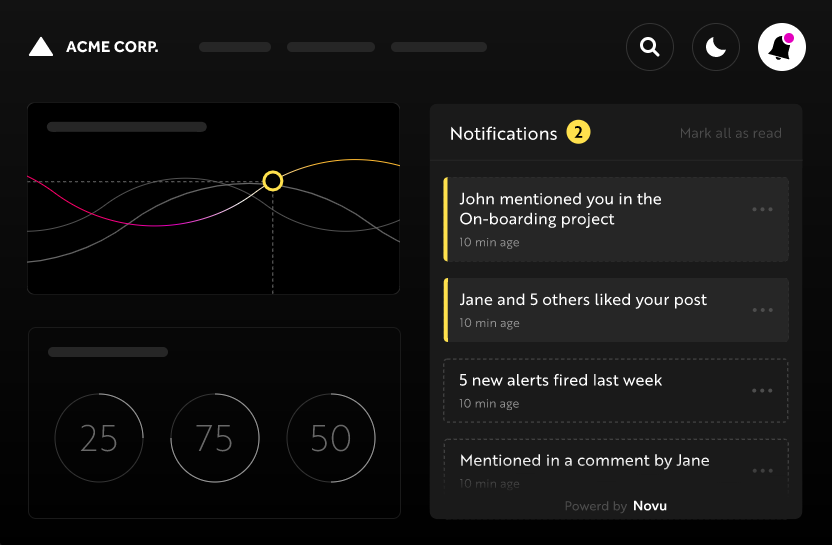 ACME CORP.
Notifications 2
Mark all as read
John mentioned you in the
On-boarding project
10 min age
Jane and 5 others liked your post
10 min age
5 new alerts fired last week
10 min age
Mentioned in a comment by Jane
10 min age
Powerd by Novu
25
75
50